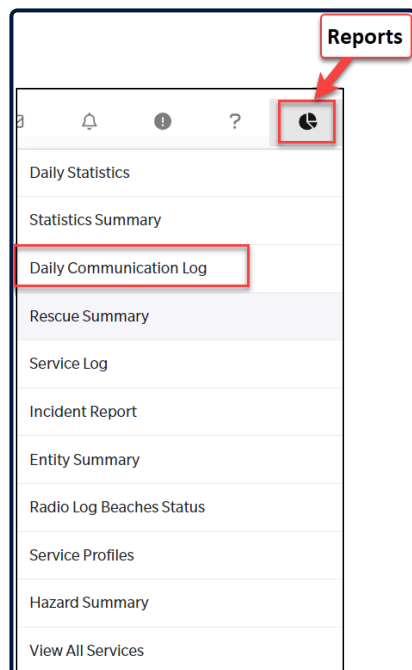 Reports
?
Daily Statistics
Statistics Summary
Daily Communication Log
Rescue Summary
Service Log
Incident Report
Entity Summary
Radio Log Beaches Status
Service Profiles
Hazard Summary
View All Services